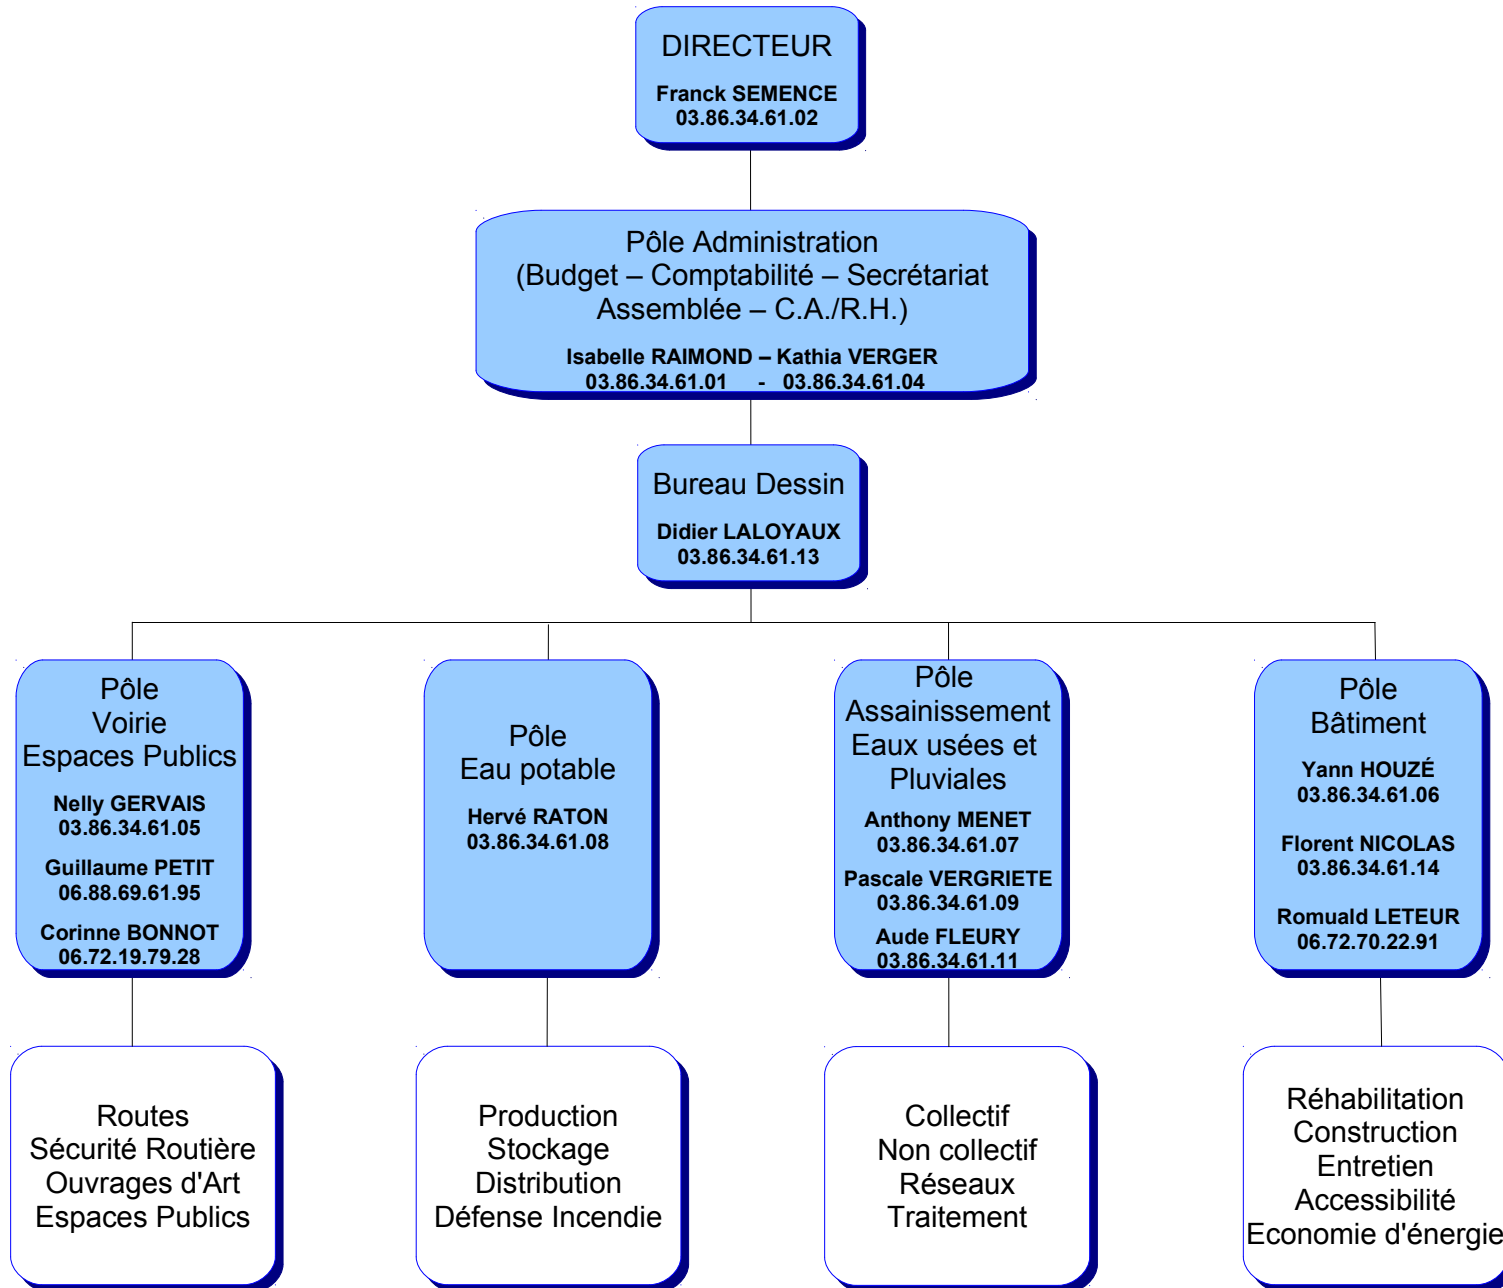 DIRECTEUR
Franck SEMENCE
03.86.34.61.02
Pôle Administration
(Budget – Comptabilité – Secrétariat
Assemblée – C.A./R.H.)
Isabelle RAIMOND – Kathia VERGER
03.86.34.61.01 - 03.86.34.61.04
Bureau Dessin
Didier LALOYAUX
03.86.34.61.13
Pôle
Voirie
Espaces Publics
Nelly GERVAIS
03.86.34.61.05
Guillaume PETIT
06.88.69.61.95
Corinne BONNOT
06.72.19.79.28
Pôle
Eau potable
Hervé RATON
03.86.34.61.08
Pôle
Assainissement
Eaux usées et
Pluviales
Anthony MENET
03.86.34.61.07
Pascale VERGRIETE
03.86.34.61.09
Aude FLEURY
03.86.34.61.11
Pôle
Bâtiment
Yann HOUZÉ
03.86.34.61.06
Florent NICOLAS
03.86.34.61.14
Romuald LETEUR
06.72.70.22.91
Routes
Sécurité Routière
Ouvrages d'Art
Espaces Publics
Production
Stockage
Distribution
Défense Incendie
Collectif
Non collectif
Réseaux
Traitement
Réhabilitation
Construction
Entretien
Accessibilité
Economie d'énergie